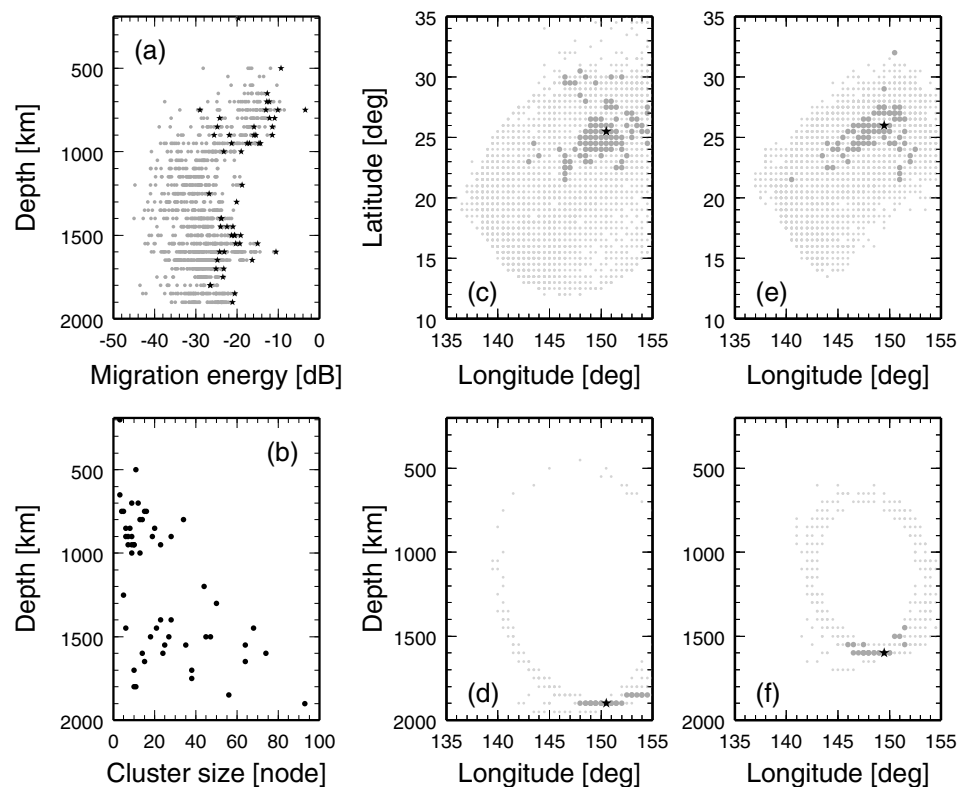 (a)
500
1000
1500
2000
Depth [km]
-50 -40 -30 -20 -10 0
Migration energy [dB]
(c)
35
30
25
20
15
10
Latitude [deg]
135 140 145 150 155
Longitude [deg]
(e)
35
30
25
20
15
10
135 140 145 150 155
Longitude [deg]
(b)
500
1000
1500
2000
Depth [km]
0 20 40 60 80 100
Cluster size [node]
(d)
500
1000
1500
2000
Depth [km]
135 140 145 150 155
Longitude [deg]
(f)
500
1000
1500
2000
135 140 145 150 155
Longitude [deg]